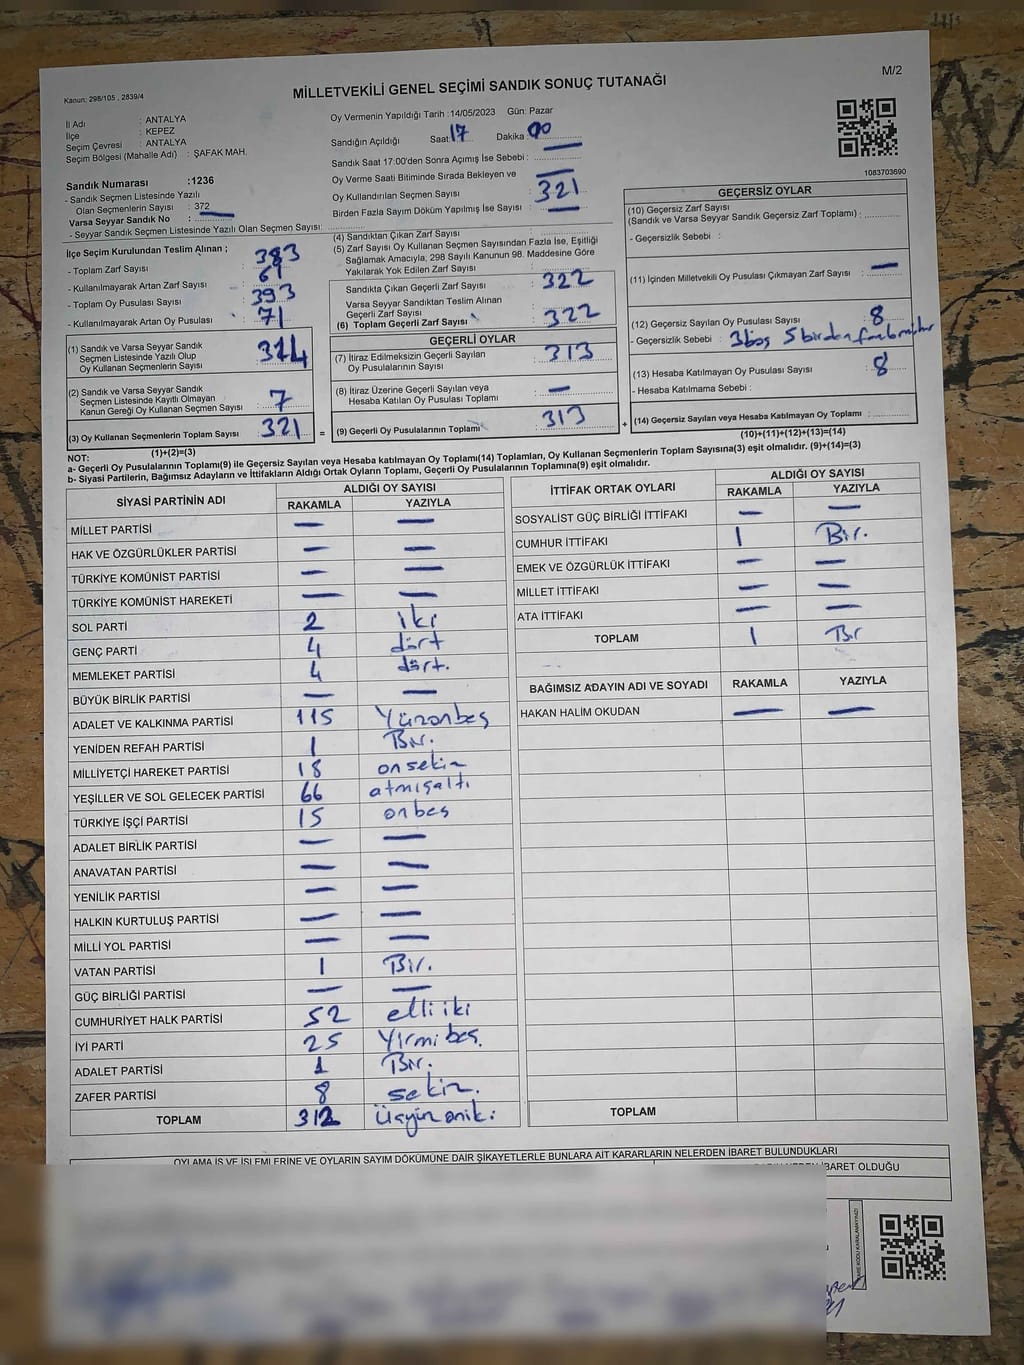 Kanun: 298/105 , 2839/4
MİLLETVEKİLİ GENEL SEÇİMİ SANDIK SONUÇ TUTANAĞI
M/2
İl Adı : ANTALYA
İlçe : KEPEZ
Seçim Çevresi : ANTALYA
Seçim Bölgesi (Mahalle Adı) : ŞAFAK MAH.
Oy Vermenin Yapıldığı Tarih :14/05/2023 Gün: Pazar
Sandığın Açıldığı Saat: 17 Dakika: 00
Sandık Saat 17:00'den Sonra Açımış İse Sebebi : —
Oy Verme Saati Bitiminde Sırada Bekleyen ve : —
Oy Kullandırılan Seçmen Sayısı : 321
Birden Fazla Sayım Döküm Yapılmış İse Sayısı : —
1083703690
Sandık Numarası :1236
- Sandık Seçmen Listesinde Yazılı
Olan Seçmenlerin Sayısı : 372
Varsa Seyyar Sandık No : —
- Seyyar Sandık Seçmen Listesinde Yazılı Olan Seçmen Sayısı:
İlçe Seçim Kurulundan Teslim Alınan ;
- Toplam Zarf Sayısı : 383
- Kullanılmayarak Artan Zarf Sayısı : 61
- Toplam Oy Pusulası Sayısı : 393
- Kullanılmayarak Artan Oy Pusulası : 71
(1) Sandık ve Varsa Seyyar Sandık
Seçmen Listesinde Yazılı Olup
Oy Kullanan Seçmenlerin Sayısı : 314
(2) Sandık ve Varsa Seyyar Sandık
Seçmen Listesinde Kayıtlı Olmayan
Kanun Gereği Oy Kullanan Seçmen Sayısı : 7
(3) Oy Kullanan Seçmenlerin Toplam Sayısı : 321 =
(1)+(2)=(3)
(4) Sandıktan Çıkan Zarf Sayısı :
(5) Zarf Sayısı Oy Kullanan Seçmen Sayısından Fazla İse, Eşitliği
Sağlamak Amacıyla, 298 Sayılı Kanunun 98. Maddesine Göre
Yakılarak Yok Edilen Zarf Sayısı :
Sandıkta Çıkan Geçerli Zarf Sayısı : 322
Varsa Seyyar Sandıktan Teslim Alınan
Geçerli Zarf Sayısı :
(6) Toplam Geçerli Zarf Sayısı : 322
GEÇERLİ OYLAR
(7) İtiraz Edilmeksizin Geçerli Sayılan
Oy Pusulalarının Sayısı : 313
(8) İtiraz Üzerine Geçerli Sayılan veya
Hesaba Katılan Oy Pusulası Toplamı : —
(9) Geçerli Oy Pusulalarının Toplamı : 313 +
GEÇERSİZ OYLAR
(10) Geçersiz Zarf Sayısı
(Sandık ve Varsa Seyyar Sandık Geçersiz Zarf Toplamı) :
- Geçersizlik Sebebi :
(11) İçinden Milletvekili Oy Pusulası Çıkmayan Zarf Sayısı : —
(12) Geçersiz Sayılan Oy Pusulası Sayısı : 8
- Geçersizlik Sebebi : 3 boş 5 birden
(13) Hesaba Katılmayan Oy Pusulası Sayısı : 8
- Hesaba Katılmama Sebebi :
(14) Geçersiz Sayılan veya Hesaba Katılmayan Oy Toplamı :
(10)+(11)+(12)+(13)=(14)
NOT:
a- Geçerli Oy Pusulalarının Toplamı(9) ile Geçersiz Sayılan veya Hesaba katılmayan Oy Toplamı(14) Toplamları, Oy Kullanan Seçmenlerin Toplam Sayısına(3) eşit olmalıdır. (9)+(14)=(3)
b- Siyasi Partilerin, Bağımsız Adayların ve İttifakların Aldığı Ortak Oyların Toplamı, Geçerli Oy Pusulalarının Toplamına(9) eşit olmalıdır.
SİYASİ PARTİNİN ADI ALDIĞI OY SAYISI
RAKAMLA YAZIYLA
MİLLET PARTİSİ — —
HAK VE ÖZGÜRLÜKLER PARTİSİ — —
TÜRKİYE KOMÜNİST PARTİSİ — —
TÜRKİYE KOMÜNİST HAREKETİ — —
SOL PARTİ 2 iki
GENÇ PARTİ 4 dört
MEMLEKET PARTİSİ 4 dört.
BÜYÜK BİRLİK PARTİSİ — —
ADALET VE KALKINMA PARTİSİ 115 Yüzonbeş
YENİDEN REFAH PARTİSİ 1 Bir.
MİLLİYETÇİ HAREKET PARTİSİ 18 onsekiz
YEŞİLLER VE SOL GELECEK PARTİSİ 66 atmışaltı
TÜRKİYE İŞÇİ PARTİSİ 15 onbeş
ADALET BİRLİK PARTİSİ — —
ANAVATAN PARTİSİ — —
YENİLİK PARTİSİ — —
HALKIN KURTULUŞ PARTİSİ — —
MİLLİ YOL PARTİSİ — —
VATAN PARTİSİ 1 Bir.
GÜÇ BİRLİĞİ PARTİSİ — —
CUMHURİYET HALK PARTİSİ 52 elliiki
İYİ PARTİ 25 Yirmibeş.
ADALET PARTİSİ 1 Bir.
ZAFER PARTİSİ 8 sekiz.
TOPLAM 312 Üçyüzoniki
İTTİFAK ORTAK OYLARI ALDIĞI OY SAYISI
RAKAMLA YAZIYLA
SOSYALİST GÜÇ BİRLİĞİ İTTİFAKI — —
CUMHUR İTTİFAKI 1 Bir.
EMEK VE ÖZGÜRLÜK İTTİFAKI — —
MİLLET İTTİFAKI — —
ATA İTTİFAKI — —
TOPLAM 1 Bir
BAĞIMSIZ ADAYIN ADI VE SOYADI RAKAMLA YAZIYLA
HAKAN HALİM OKUDAN — —
TOPLAM
OYLAMA İŞ VE İŞLEMLERİNE VE OYLARIN SAYIM DÖKÜMÜNE DAİR ŞİKAYETLERLE BUNLARA AİT KARARLARIN NELERDEN İBARET BULUNDUKLARI
İBARET OLDUĞU